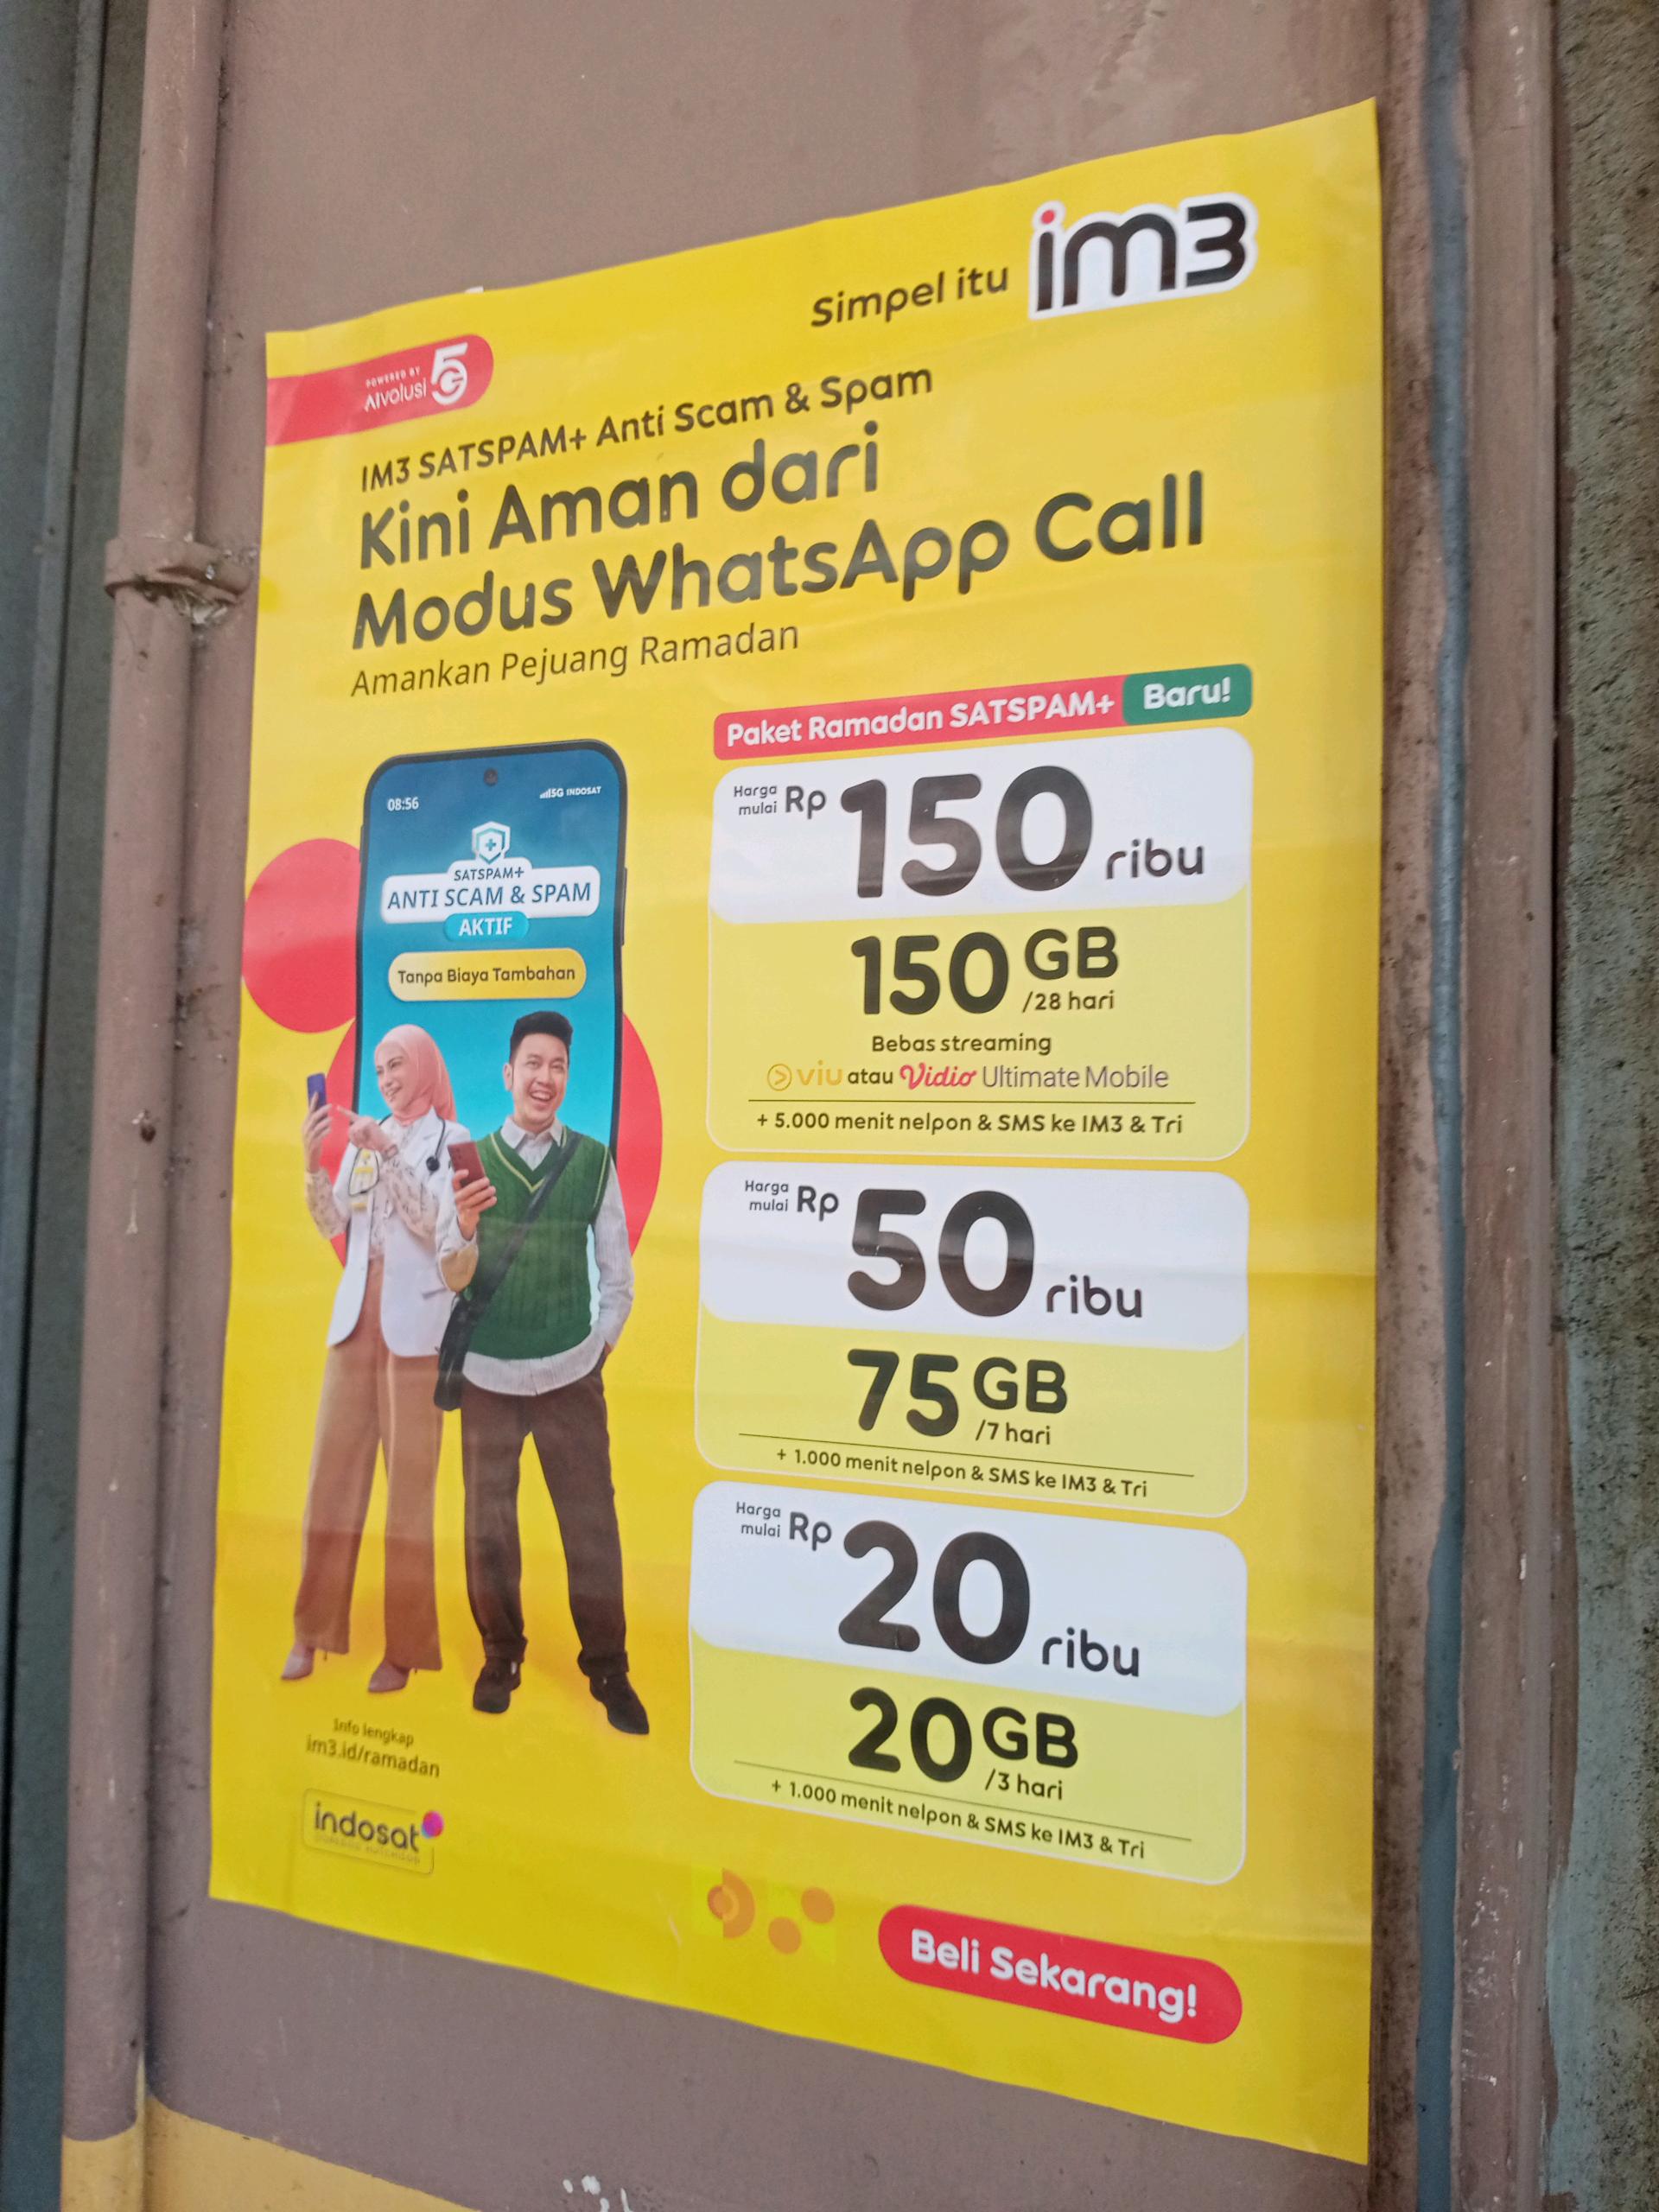 Simpel itu im3
POWERED BY
AIvolusi 5G
IM3 SATSPAM+ Anti Scam & Spam
Kini Aman dari
Modus WhatsApp Call
Amankan Pejuang Ramadan
08:56 5G INDOSAT
SATSPAM+
ANTI SCAM & SPAM
AKTIF
Tanpa Biaya Tambahan
Paket Ramadan SATSPAM+ Baru!
Harga mulai Rp 150 ribu
150 GB
/28 hari
Bebas streaming
viu atau Vidio Ultimate Mobile
+ 5.000 menit nelpon & SMS ke IM3 & Tri
Harga mulai Rp 50 ribu
75 GB
/7 hari
+ 1.000 menit nelpon & SMS ke IM3 & Tri
Harga mulai Rp 20 ribu
20 GB
/3 hari
+ 1.000 menit nelpon & SMS ke IM3 & Tri
Info lengkap
im3.id/ramadan
indosat
Beli Sekarang!